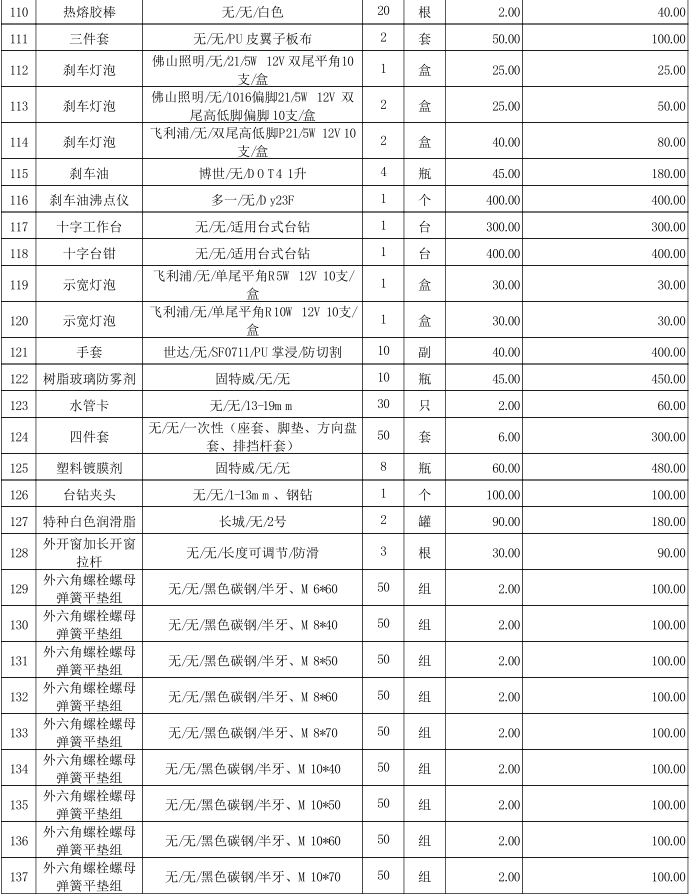 110 热熔胶棒 无/无/白色 20 根 2.00 40.00
111 三件套 无/无/PU皮翼子板布 2 套 50.00 100.00
112 刹车灯泡 佛山照明/无/21/5W 12V双尾平角10
支/盒 1 盒 25.00 25.00
113 刹车灯泡 佛山照明/无/1016偏脚21/5W 12V 双
尾高低脚偏脚10支/盒 2 盒 25.00 50.00
114 刹车灯泡 飞利浦/无/双尾高低脚P21/5W 12V 10
支/盒 2 盒 40.00 80.00
115 刹车油 博世/无/DOT4 1升 4 瓶 45.00 180.00
116 刹车油沸点仪 多一/无/Dy23F 1 个 400.00 400.00
117 十字工作台 无/无/适用台式台钻 1 台 300.00 300.00
118 十字台钳 无/无/适用台式台钻 1 台 400.00 400.00
119 示宽灯泡 飞利浦/无/单尾平角R5W 12V 10支/
盒 1 盒 30.00 30.00
120 示宽灯泡 飞利浦/无/单尾平角R10W 12V 10支/
盒 1 盒 30.00 30.00
121 手套 世达/无/SF0711/PU掌浸/防切割 10 副 40.00 400.00
122 树脂玻璃防雾剂 固特威/无/无 10 瓶 45.00 450.00
123 水管卡 无/无/13-19mm 30 只 2.00 60.00
124 四件套 无/无/一次性（座套、脚垫、方向盘
套、排挡杆套） 50 套 6.00 300.00
125 塑料镀膜剂 固特威/无/无 8 瓶 60.00 480.00
126 台钻夹头 无/无/1-13mm、钢钻 1 个 100.00 100.00
127 特种白色润滑脂 长城/无/2号 2 罐 90.00 180.00
128 外开窗加长开窗
拉杆 无/无/长度可调节/防滑 3 根 30.00 90.00
129 外六角螺栓螺母
弹簧平垫组 无/无/黑色碳钢/半牙、M6*60 50 组 2.00 100.00
130 外六角螺栓螺母
弹簧平垫组 无/无/黑色碳钢/半牙、M8*40 50 组 2.00 100.00
131 外六角螺栓螺母
弹簧平垫组 无/无/黑色碳钢/半牙、M8*50 50 组 2.00 100.00
132 外六角螺栓螺母
弹簧平垫组 无/无/黑色碳钢/半牙、M8*60 50 组 2.00 100.00
133 外六角螺栓螺母
弹簧平垫组 无/无/黑色碳钢/半牙、M8*70 50 组 2.00 100.00
134 外六角螺栓螺母
弹簧平垫组 无/无/黑色碳钢/半牙、M10*40 50 组 2.00 100.00
135 外六角螺栓螺母
弹簧平垫组 无/无/黑色碳钢/半牙、M10*50 50 组 2.00 100.00
136 外六角螺栓螺母
弹簧平垫组 无/无/黑色碳钢/半牙、M10*60 50 组 2.00 100.00
137 外六角螺栓螺母
弹簧平垫组 无/无/黑色碳钢/半牙、M10*70 50 组 2.00 100.00